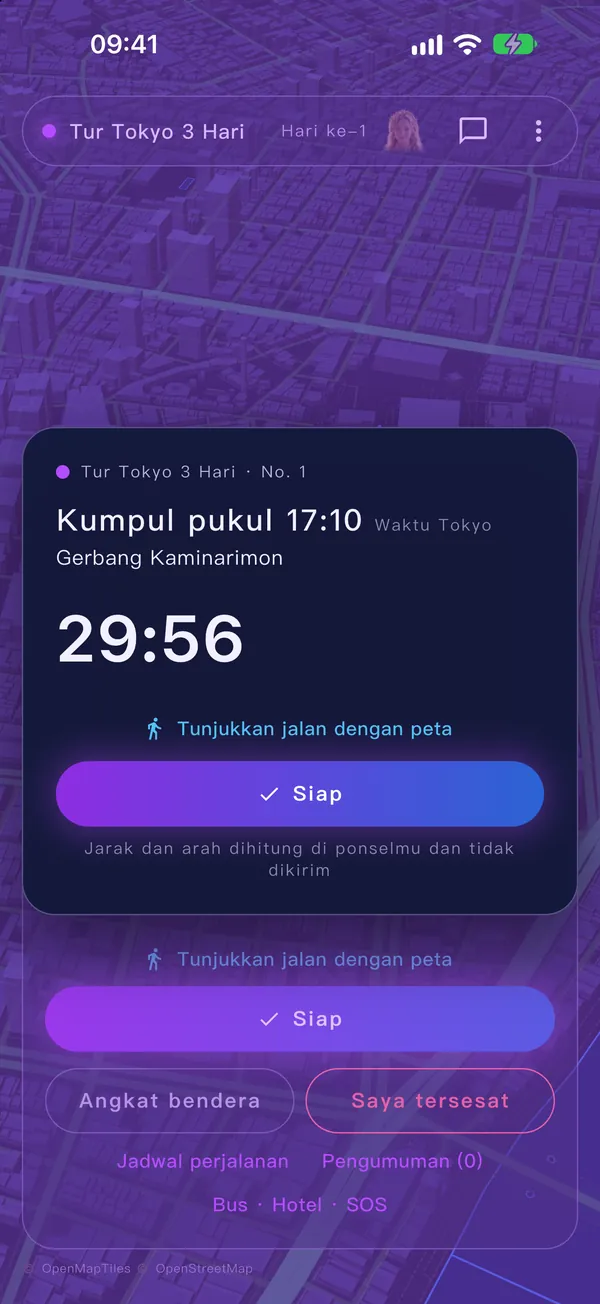 09:41
Tur Tokyo 3 Hari Hari ke-1
Tur Tokyo 3 Hari · No. 1
Kumpul pukul 17:10 Waktu Tokyo
Gerbang Kaminarimon
29:56
Tunjukkan jalan dengan peta
Siap
Jarak dan arah dihitung di ponselmu dan tidak
dikirim
Tunjukkan jalan dengan peta
Siap
Angkat bendera Saya tersesat
Jadwal perjalanan Pengumuman (0)
Bus · Hotel · SOS
© OpenMapTiles © OpenStreetMap